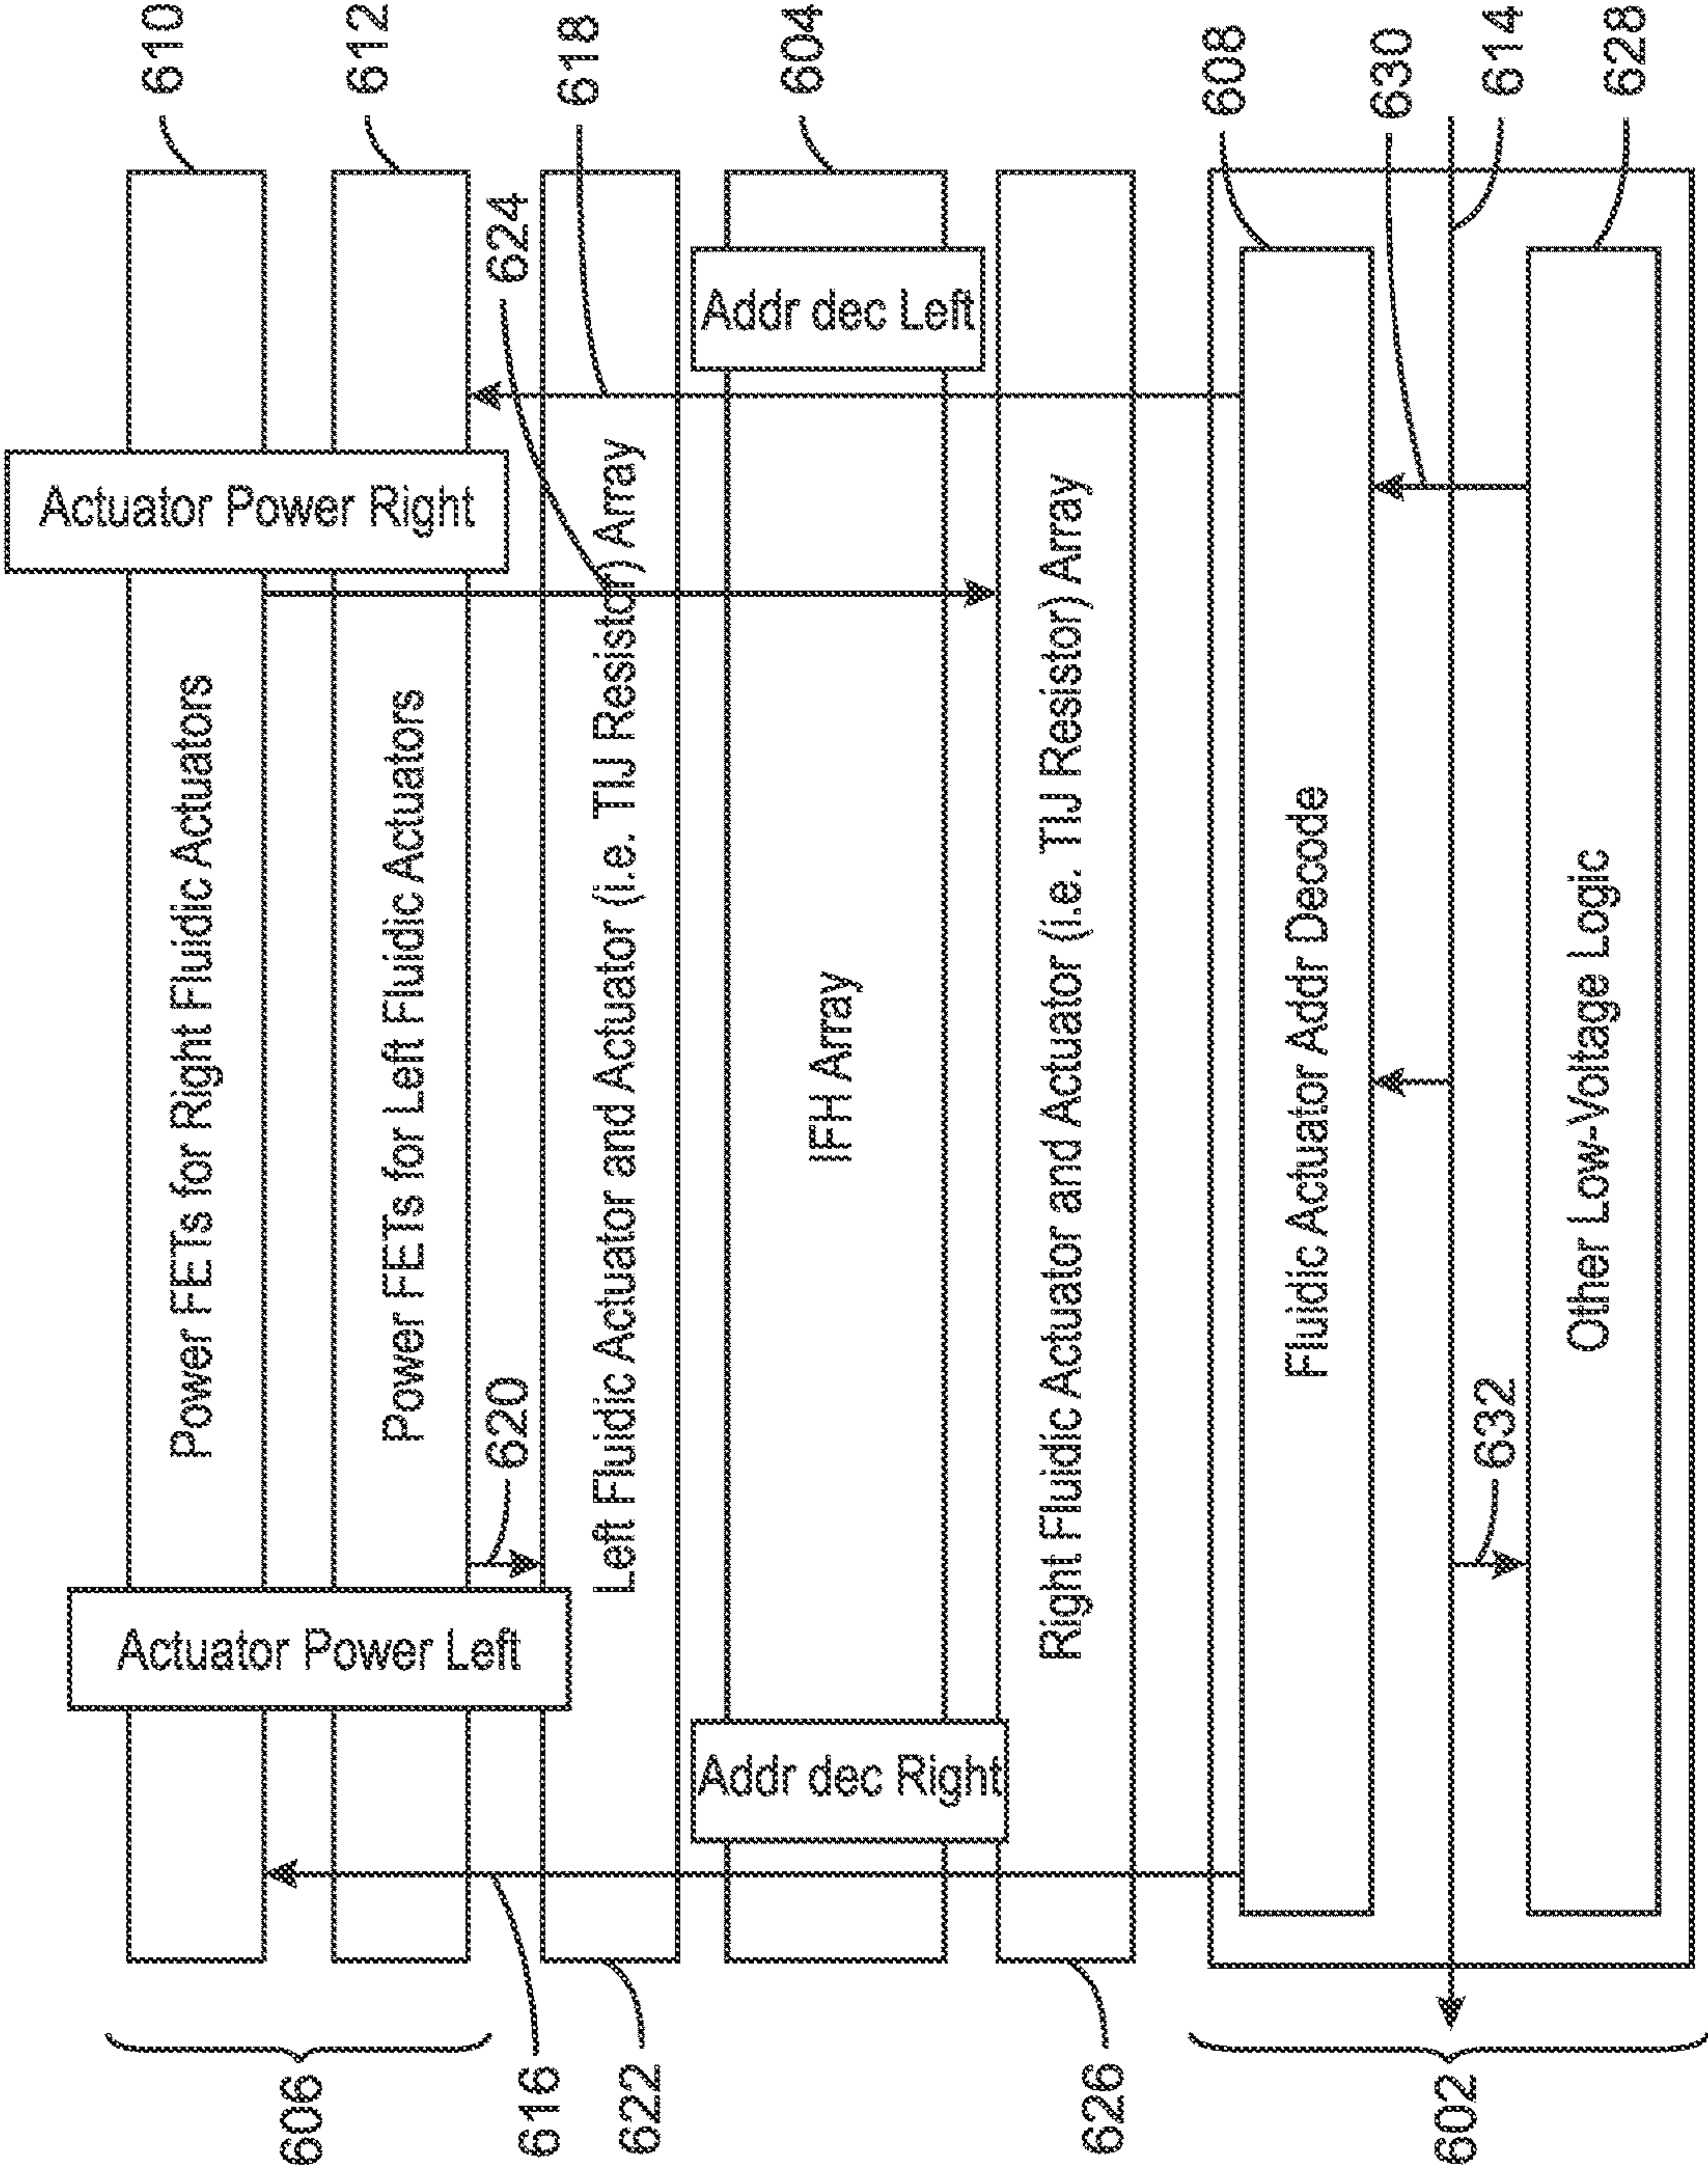 610
612
618
604
608
630
614
628
624
Addr dec Left
Actuator Power Right
Power FETs for Right Fluidic Actuators
Power FETs for Left Fluidic Actuators
Left Fluidic Actuator and Actuator (i.e. TIJ Resistor) Array
IFH Array
Right Fluidic Actuator and Actuator (i.e. TIJ Resistor) Array
Fluidic Actuator Addr Decode
Other Low-Voltage Logic
620
632
Actuator Power Left
Addr dec Right
606
616
622
626
602